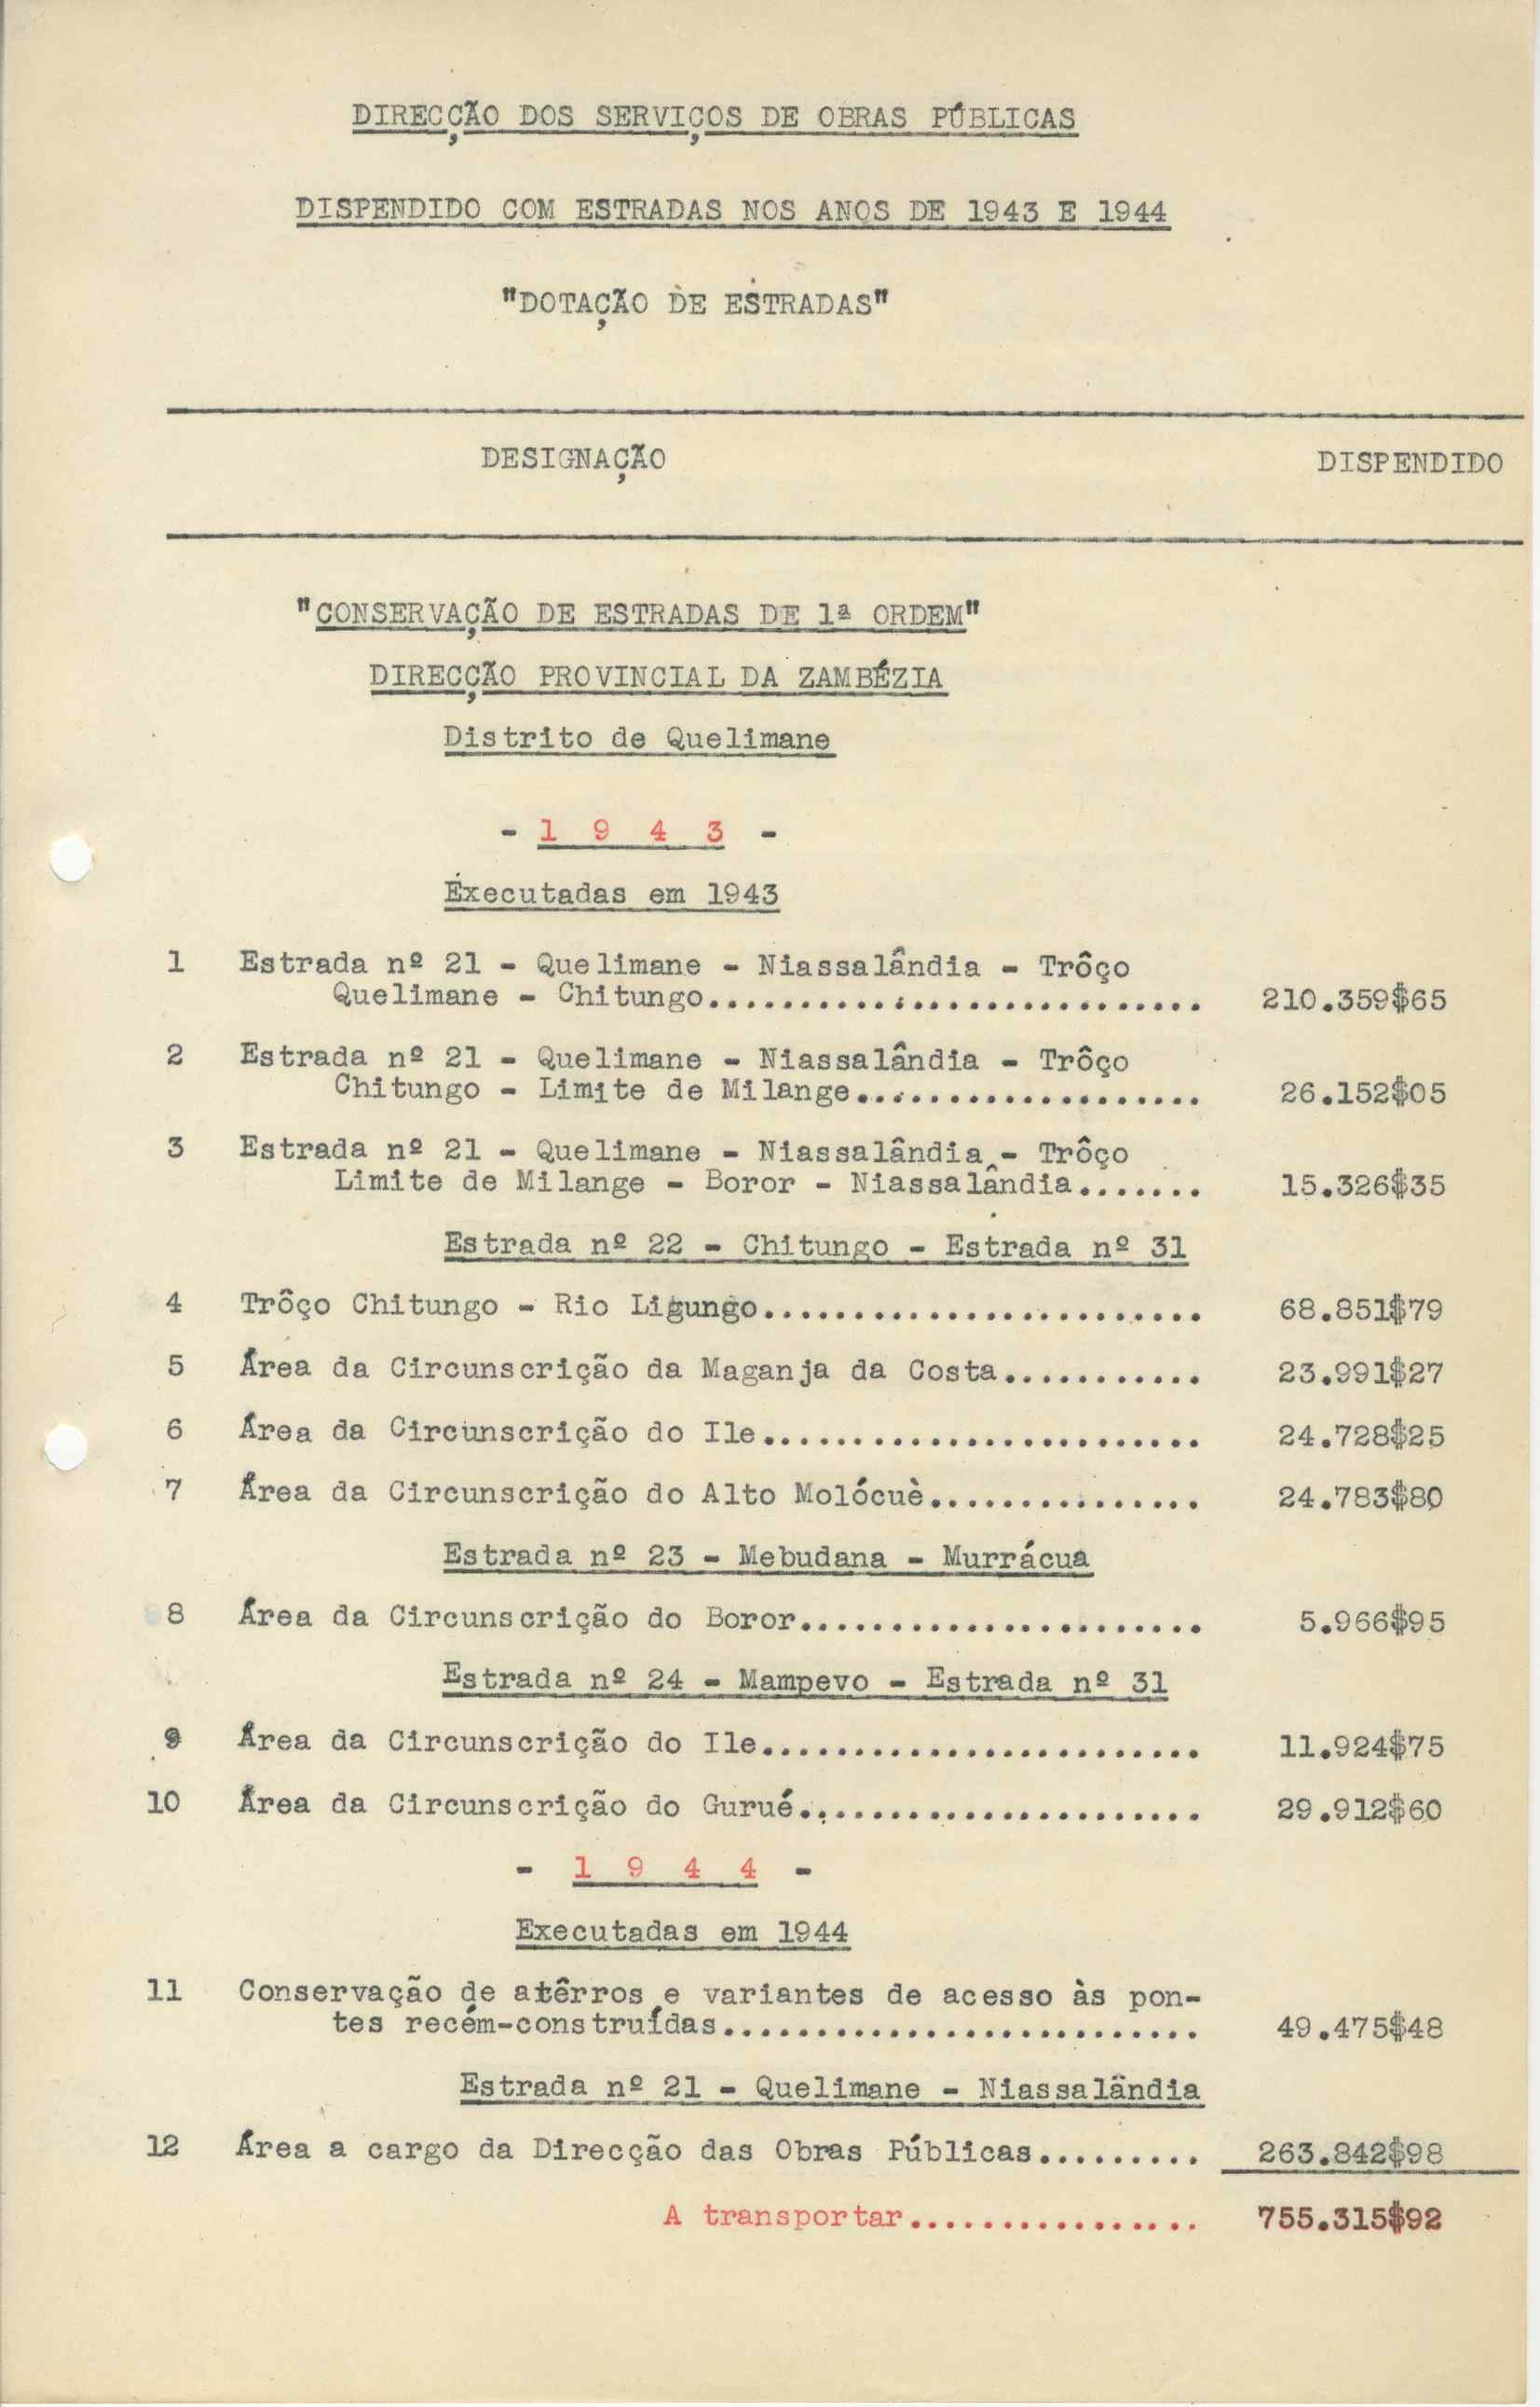 DIRECÇÃO DOS SERVIÇOS DE OBRAS PÚBLICAS
DISPENDIDO COM ESTRADAS NOS ANOS DE 1943 E 1944
"DOTAÇÃO DE ESTRADAS"
DESIGNAÇÃO DISPENDIDO
"CONSERVAÇÃO DE ESTRADAS DE 1ª ORDEM"
DIRECÇÃO PROVINCIAL DA ZAMBÉZIA
Distrito de Quelimane
- 1 9 4 3 -
Executadas em 1943
1 Estrada nº 21 - Quelimane - Niassalândia - Trôço
Quelimane - Chitungo........................... 210.359$65
2 Estrada nº 21 - Quelimane - Niassalândia - Trôço
Chitungo - Limite de Milange................... 26.152$05
3 Estrada nº 21 - Quelimane - Niassalândia - Trôço
Limite de Milange - Boror - Niassalândia....... 15.326$35
Estrada nº 22 - Chitungo - Estrada nº 31
4 Trôço Chitungo - Rio Ligungo........................ 68.851$79
5 Área da Circunscrição da Maganja da Costa........... 23.991$27
6 Área da Circunscrição do Ile........................ 24.728$25
7 Área da Circunscrição do Alto Molócuè............... 24.783$80
Estrada nº 23 - Mebudana - Murrácua
8 Área da Circunscrição do Boror...................... 5.966$95
Estrada nº 24 - Mampevo - Estrada nº 31
9 Área da Circunscrição do Ile........................ 11.924$75
10 Área da Circunscrição do Gurué...................... 29.912$60
- 1 9 4 4 -
Executadas em 1944
11 Conservação de atêrros e variantes de acesso às pon-
tes recém-construídas.......................... 49.475$48
Estrada nº 21 - Quelimane - Niassalândia
12 Área a cargo da Direcção das Obras Públicas......... 263.842$98
A transportar................ 755.315$92